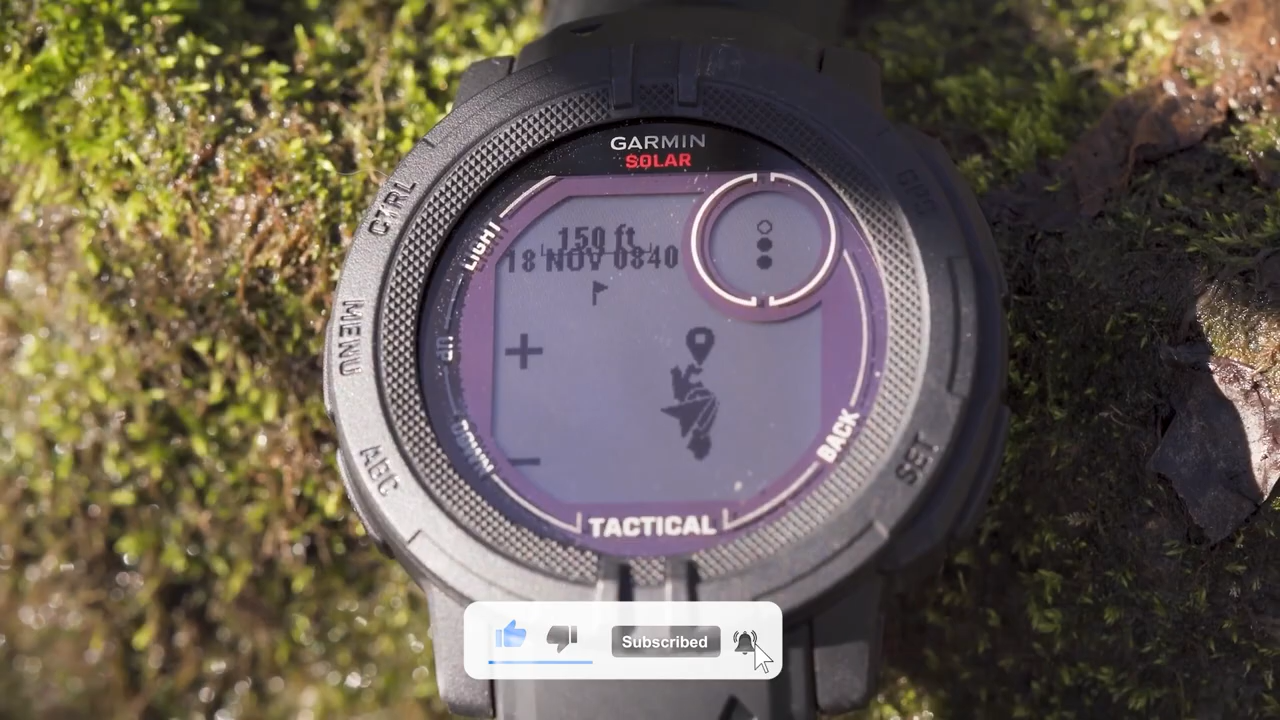 GARMIN
SOLAR
CTRL
LIGHT
150 ft
18 NOV 0840
MENU
UP
DOWN
ABC
BACK
SET
TACTICAL
Subscribed